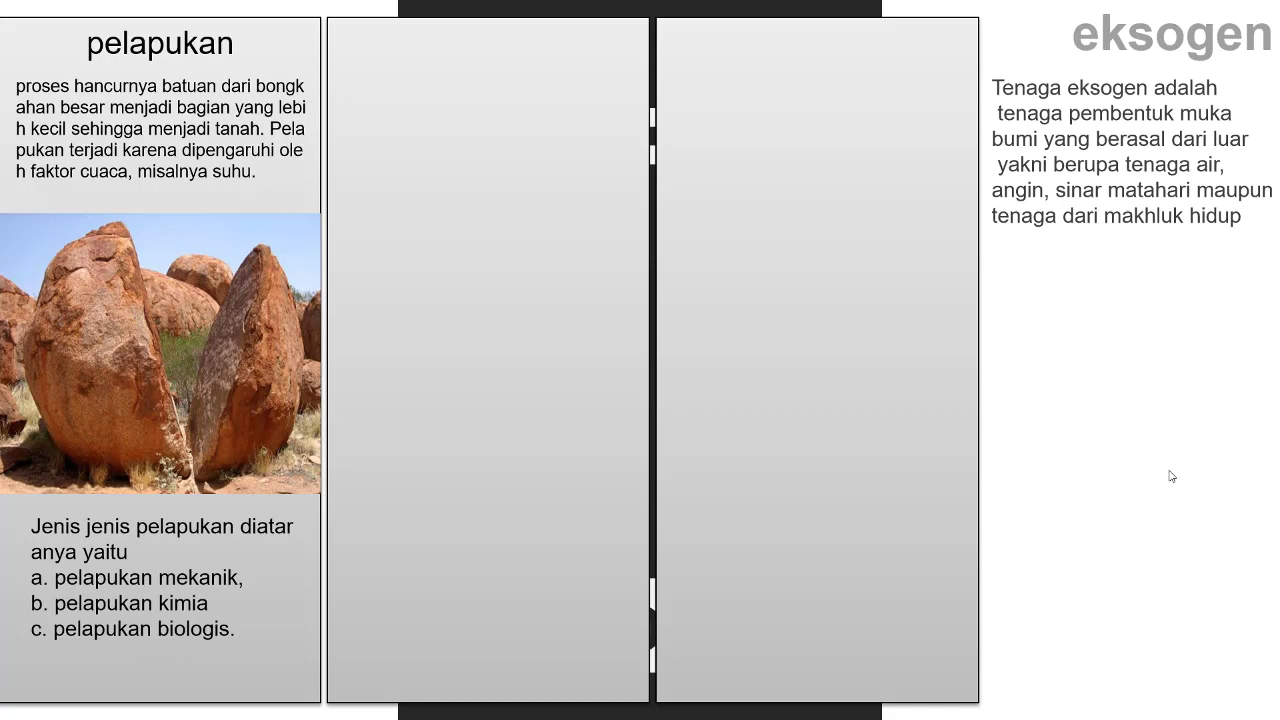 pelapukan
proses hancurnya batuan dari bongk
ahan besar menjadi bagian yang lebi
h kecil sehingga menjadi tanah. Pela
pukan terjadi karena dipengaruhi ole
h faktor cuaca, misalnya suhu.
Jenis jenis pelapukan diatar
anya yaitu
a. pelapukan mekanik,
b. pelapukan kimia
c. pelapukan biologis.
eksogen
Tenaga eksogen adalah
tenaga pembentuk muka
bumi yang berasal dari luar
yakni berupa tenaga air,
angin, sinar matahari maupun
tenaga dari makhluk hidup